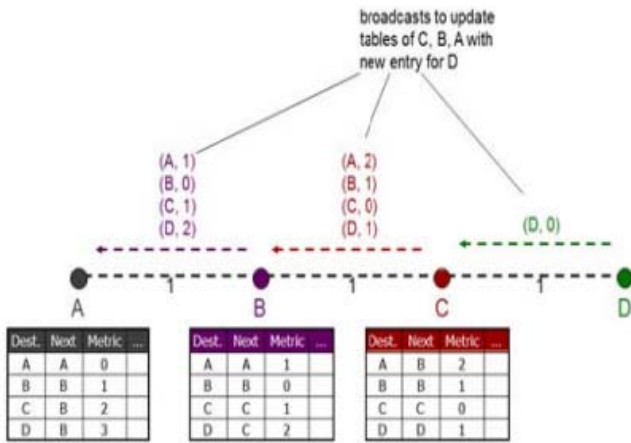 broadcasts to update
tables of C, B, A with
new entry for D
(A, 1)
(B, 0)
(C, 1)
(D, 2)
(A, 2)
(B, 1)
(C, 0)
(D, 1)
(D, 0)
1 1 1
A B C D
Dest. Next Metric ...
A A 0
B B 1
C B 2
D B 3
Dest. Next Metric ...
A A 1
B B 0
C C 1
D C 2
Dest. Next Metric ...
A B 2
B B 1
C C 0
D D 1